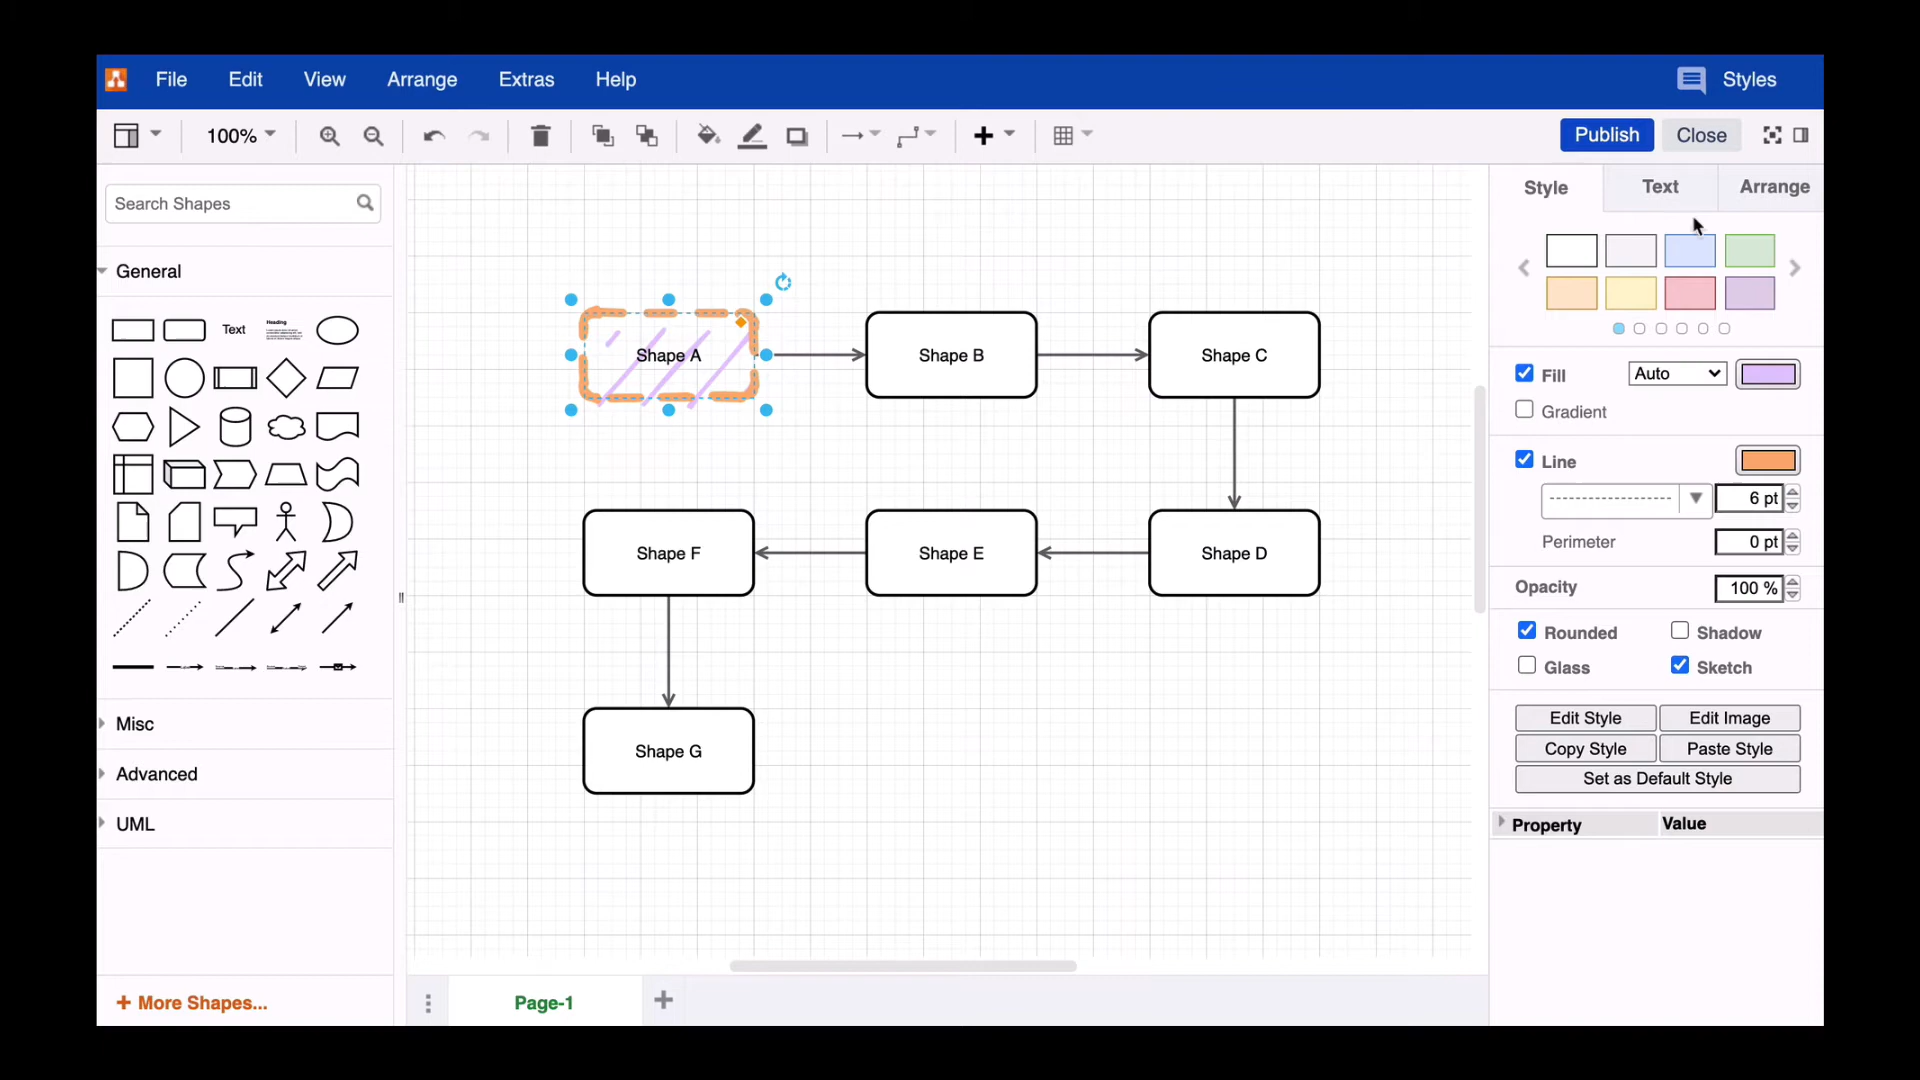 File Edit View Arrange Extras Help Styles
100% Publish Close
Search Shapes
General
Text
Heading
Misc
Advanced
UML
+ More Shapes...
Shape A
Shape B
Shape C
Shape F
Shape E
Shape D
Shape G
Page-1
Style Text Arrange
Fill Auto
Gradient
Line
6 pt
Perimeter 0 pt
Opacity 100 %
Rounded Shadow
Glass Sketch
Edit Style Edit Image
Copy Style Paste Style
Set as Default Style
Property Value